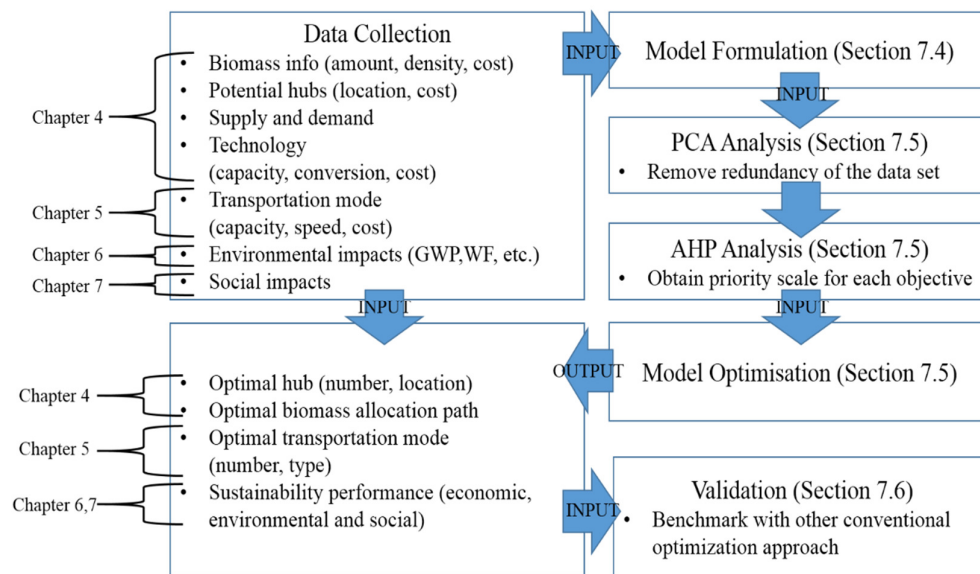 Data Collection
• Biomass info (amount, density, cost)
• Potential hubs (location, cost)
• Supply and demand
• Technology
(capacity, conversion, cost)
• Transportation mode
(capacity, speed, cost)
• Environmental impacts (GWP,WF, etc.)
• Social impacts
Chapter 4
Chapter 5
Chapter 6
Chapter 7
INPUT
Model Formulation (Section 7.4)
INPUT
PCA Analysis (Section 7.5)
• Remove redundancy of the data set
AHP Analysis (Section 7.5)
• Obtain priority scale for each objective
INPUT
INPUT
Model Optimisation (Section 7.5)
OUTPUT
• Optimal hub (number, location)
• Optimal biomass allocation path
• Optimal transportation mode
(number, type)
• Sustainability performance (economic,
environmental and social)
Chapter 4
Chapter 5
Chapter 6,7
INPUT
Validation (Section 7.6)
• Benchmark with other conventional
optimization approach